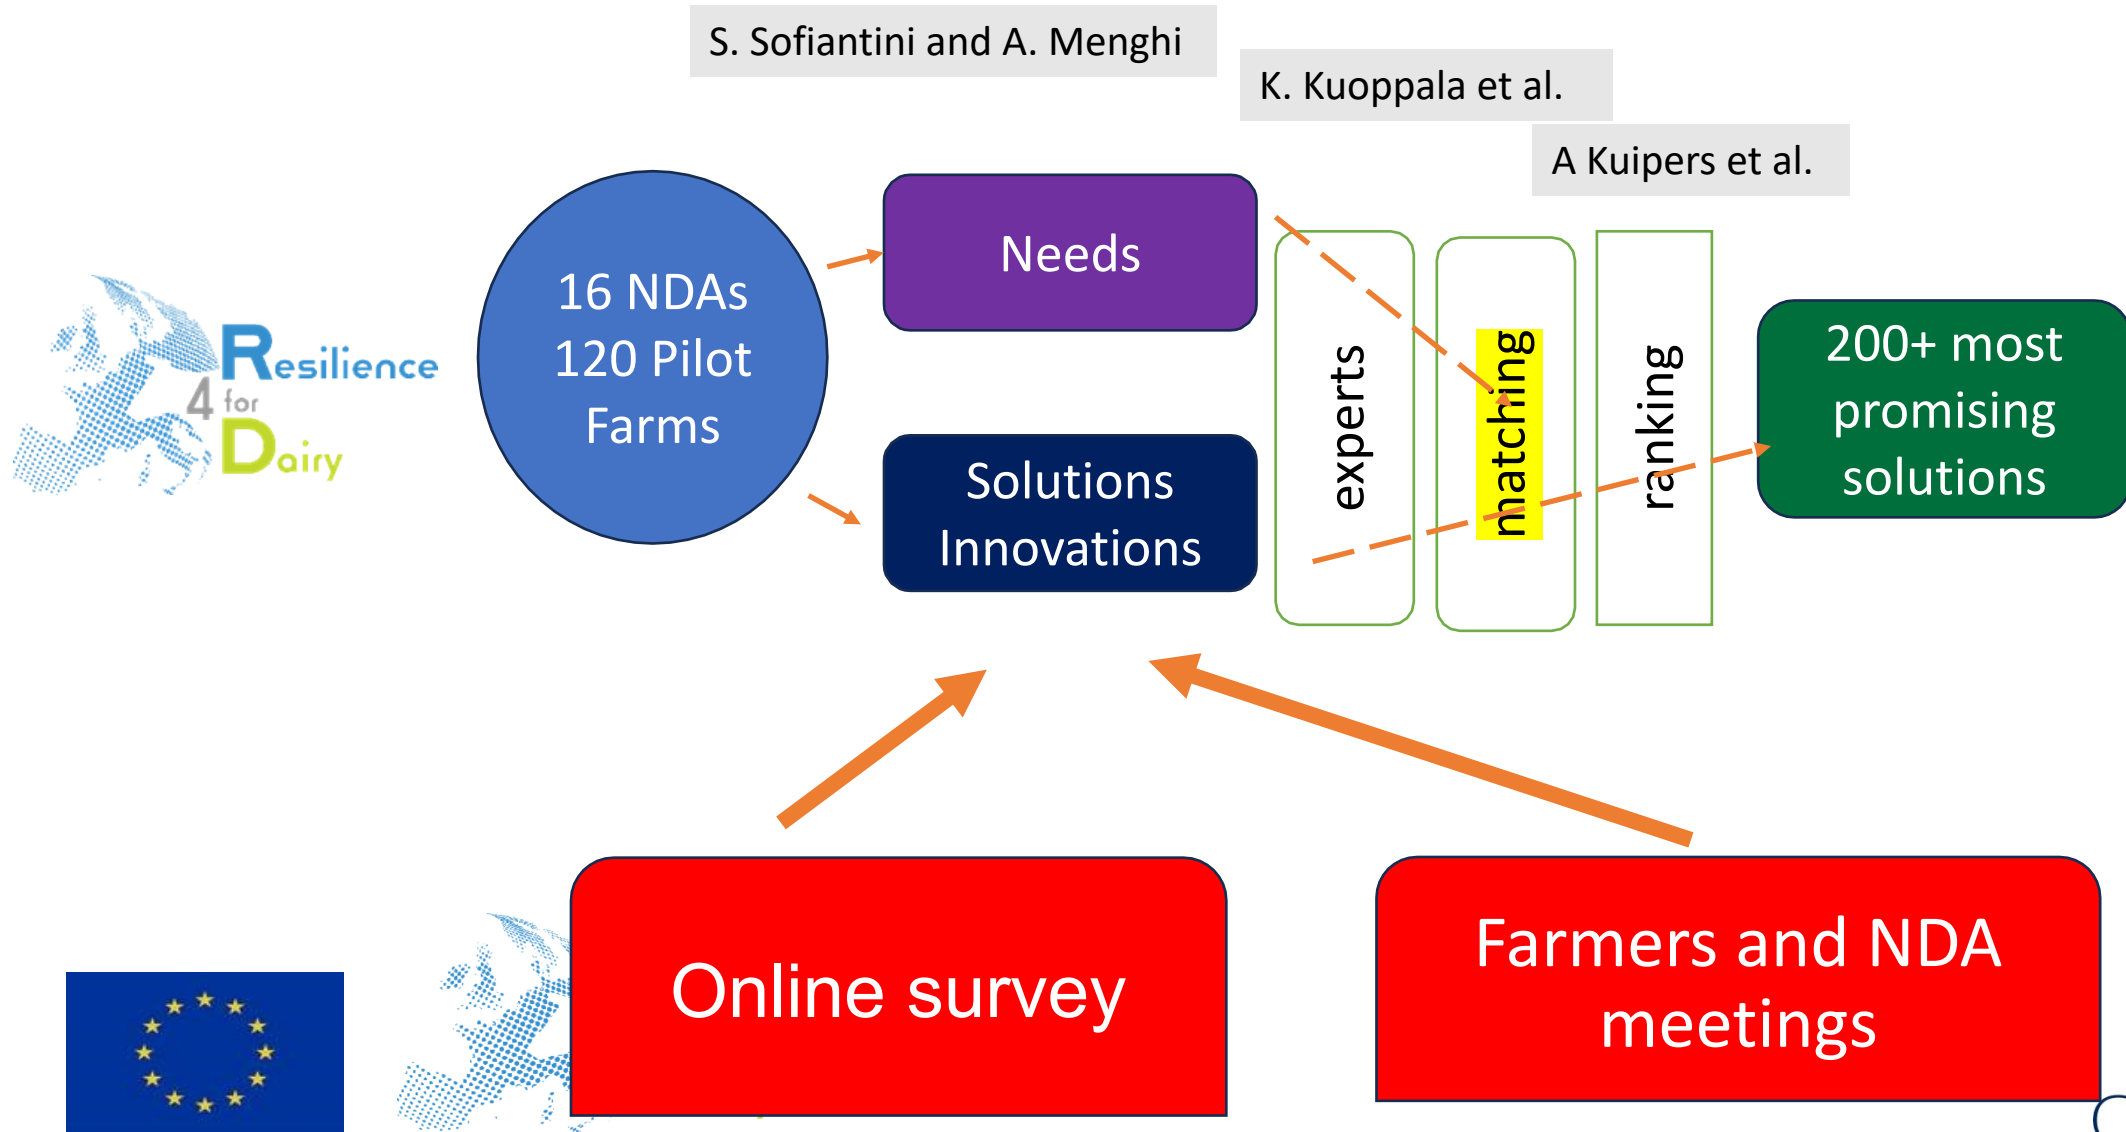 S. Sofiantini and A. Menghi
K. Kuoppala et al.
A Kuipers et al.
Resilience
4 for
Dairy
16 NDAs
120 Pilot
Farms
Needs
Solutions
Innovations
experts
matching
ranking
200+ most
promising
solutions
Online survey
Farmers and NDA
meetings